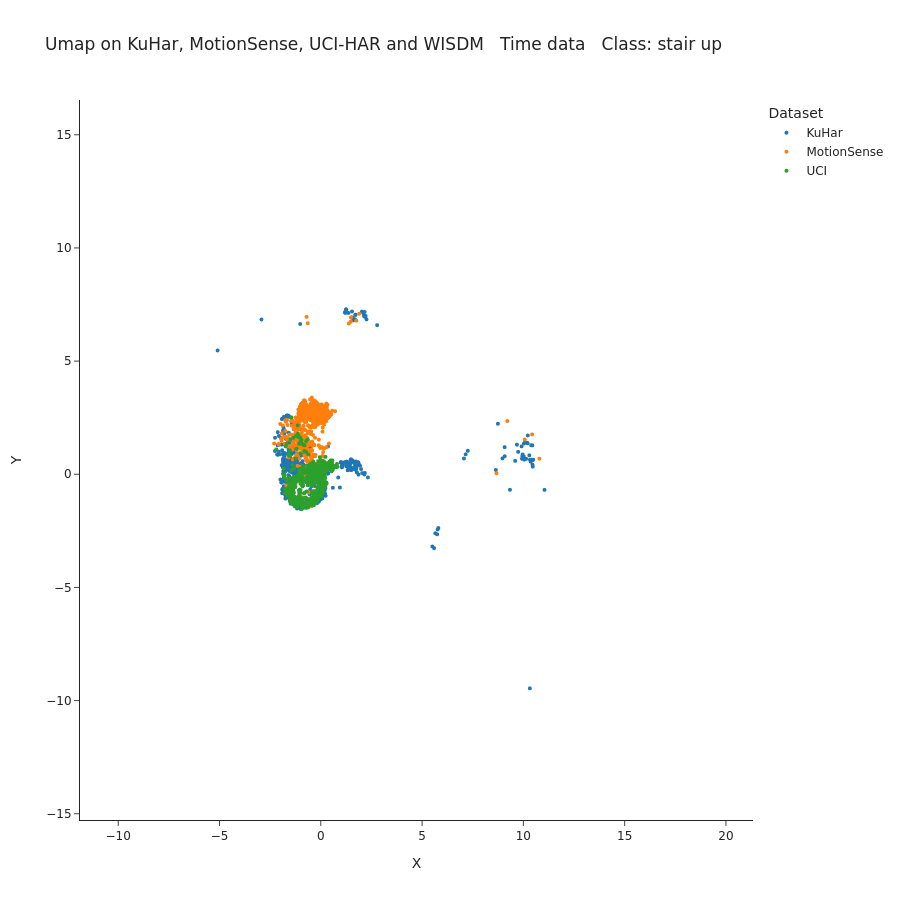 Umap on KuHar, MotionSense, UCI-HAR and WISDM   Time data   Class: stair up
Dataset
KuHar
MotionSense
UCI
15
10
5
0
−5
−10
−15
Y
−10
−5
0
5
10
15
20
X